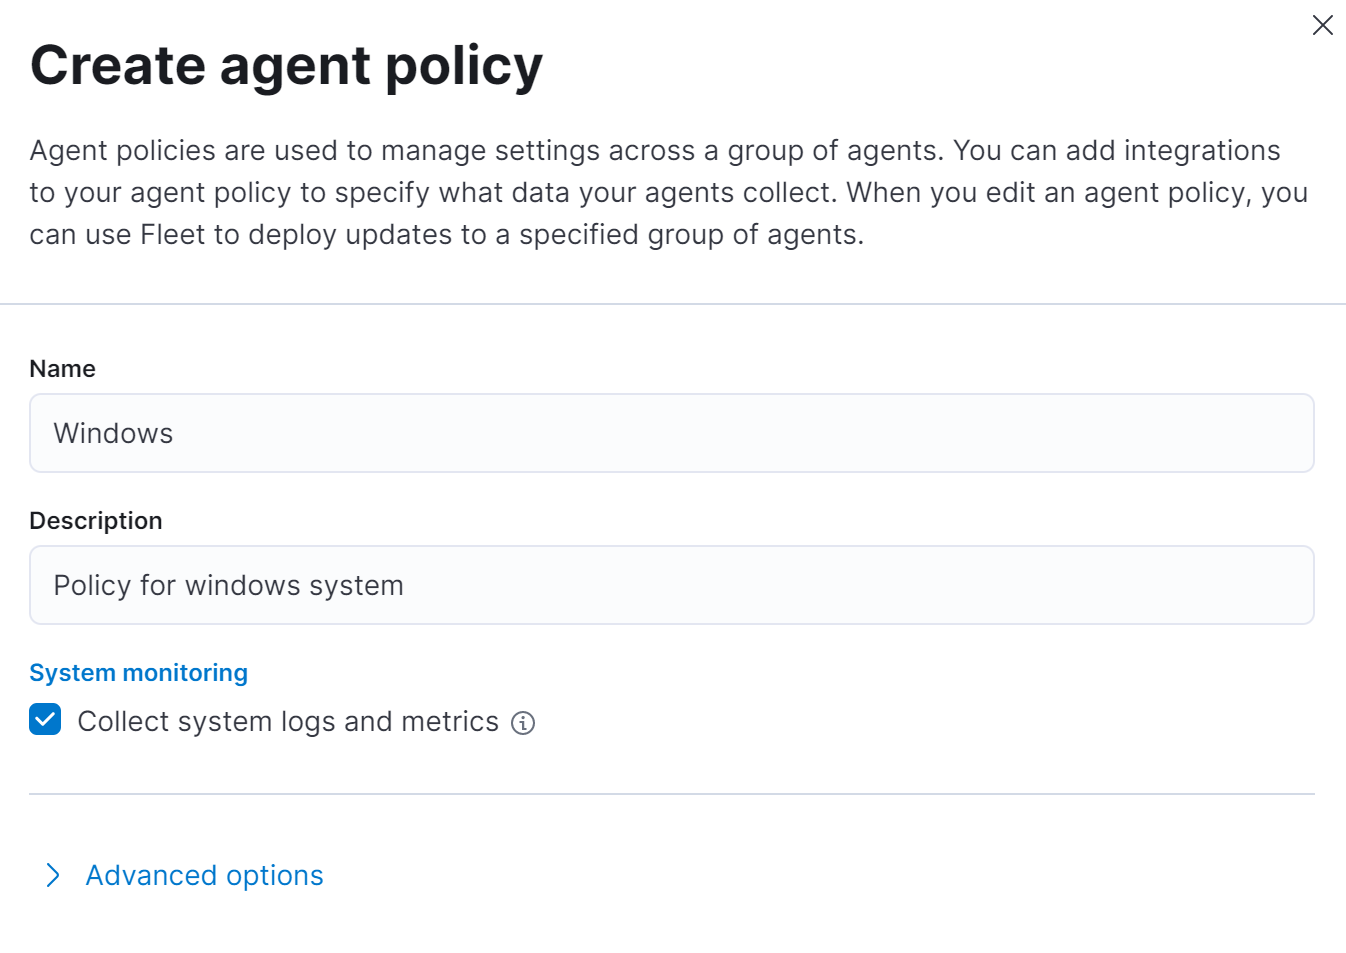 Create agent policy
Agent policies are used to manage settings across a group of agents. You can add integrations
to your agent policy to specify what data your agents collect. When you edit an agent policy, you
can use Fleet to deploy updates to a specified group of agents.
Name
Windows
Description
Policy for windows system
System monitoring
Collect system logs and metrics
Advanced options